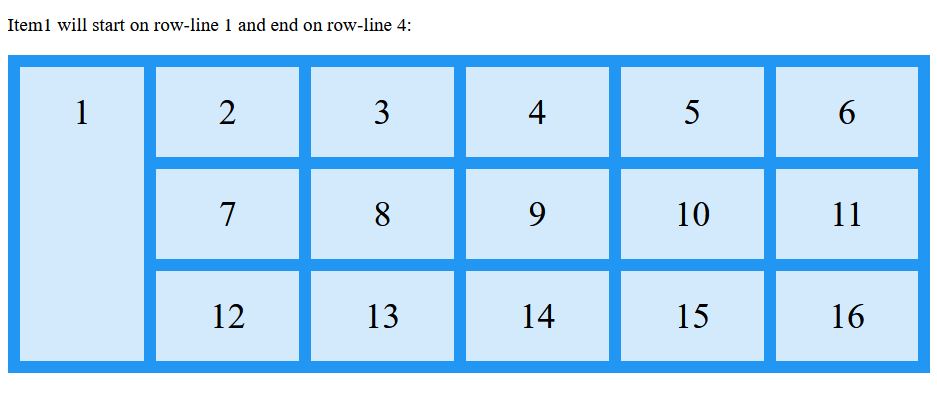 Item1 will start on row-line 1 and end on row-line 4:
1 2 3 4 5 6
7 8 9 10 11
12 13 14 15 16